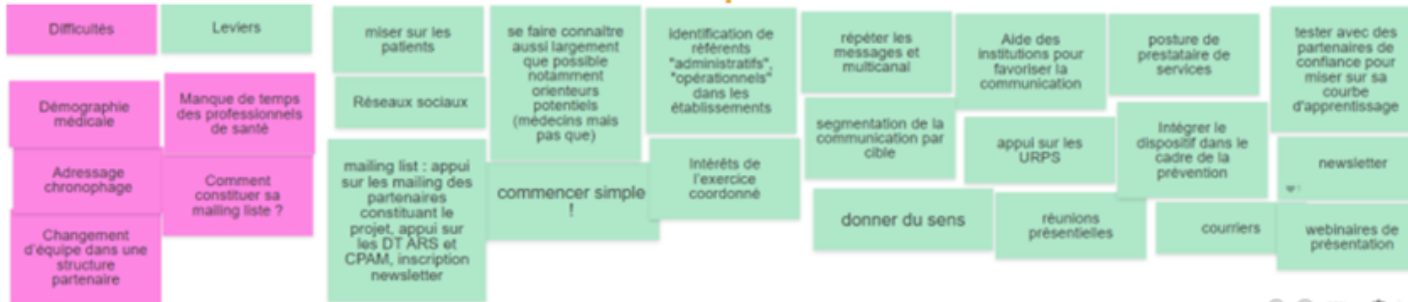 Difficultés
Leviers
Démographie
médicale
Adressage
chronophage
Changement
d'équipe dans une
structure
partenaire
Manque de temps
des professionnels
de santé
Comment
constituer sa
mailing liste ?
miser sur les
patients
Réseaux sociaux
mailing list : appui
sur les mailing des
partenaires
constituant le
projet, appui sur
les DT ARS et
CPAM, inscription
newsletter
se faire connaître
aussi largement
que possible
notamment
orienteurs
potentiels
(médecins mais
pas que)
commencer simple
!
Identification de
référents
"administratifs",
"opérationnels"
dans les
établissements
Intérêts de
l'exercice
coordonné
répéter les
messages et
multicanal
segmentation de la
communication par
cible
donner du sens
Aide des
institutions pour
favoriser la
communication
appui sur les
URPS
réunions
présentielles
posture de
prestataire de
services
Intégrer le
dispositif dans le
cadre de la
prévention
courriers
tester avec des
partenaires de
confiance pour
miser sur sa
courbe
d'apprentissage
newsletter
webinaires de
présentation